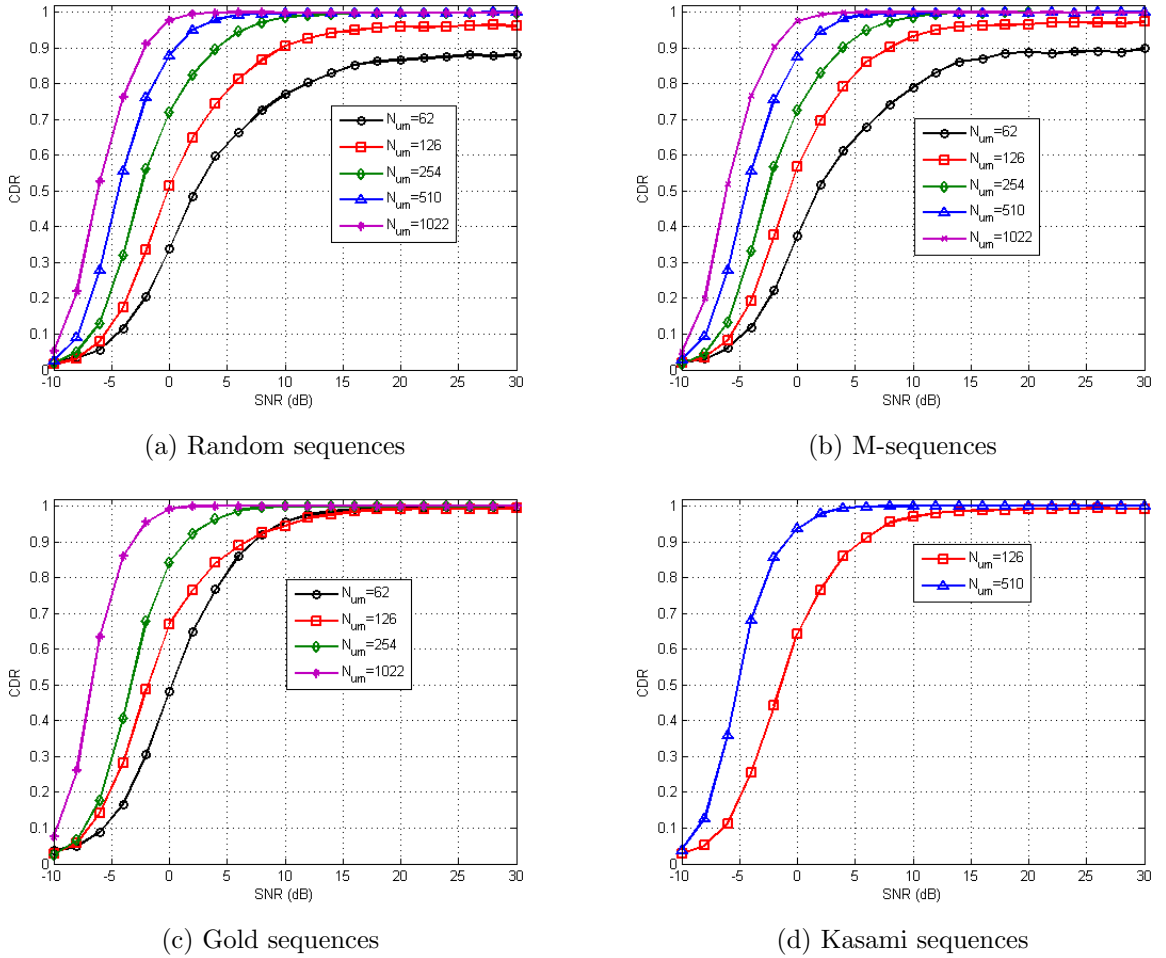 1
0.9
0.8
0.7
0.6
0.5
0.4
0.3
0.2
0.1
0
CDR
-10 -5 0 5 10 15 20 25 30
SNR (dB)
N_um=62
N_um=126
N_um=254
N_um=510
N_um=1022
(a) Random sequences
1
0.9
0.8
0.7
0.6
0.5
0.4
0.3
0.2
0.1
0
CDR
-10 -5 0 5 10 15 20 25 30
SNR (dB)
N_um=62
N_um=126
N_um=254
N_um=510
N_um=1022
(b) M-sequences
1
0.9
0.8
0.7
0.6
0.5
0.4
0.3
0.2
0.1
0
CDR
-10 -5 0 5 10 15 20 25 30
SNR (dB)
N_um=62
N_um=126
N_um=254
N_um=1022
(c) Gold sequences
1
0.9
0.8
0.7
0.6
0.5
0.4
0.3
0.2
0.1
0
CDR
-10 -5 0 5 10 15 20 25 30
SNR (dB)
N_um=126
N_um=510
(d) Kasami sequences